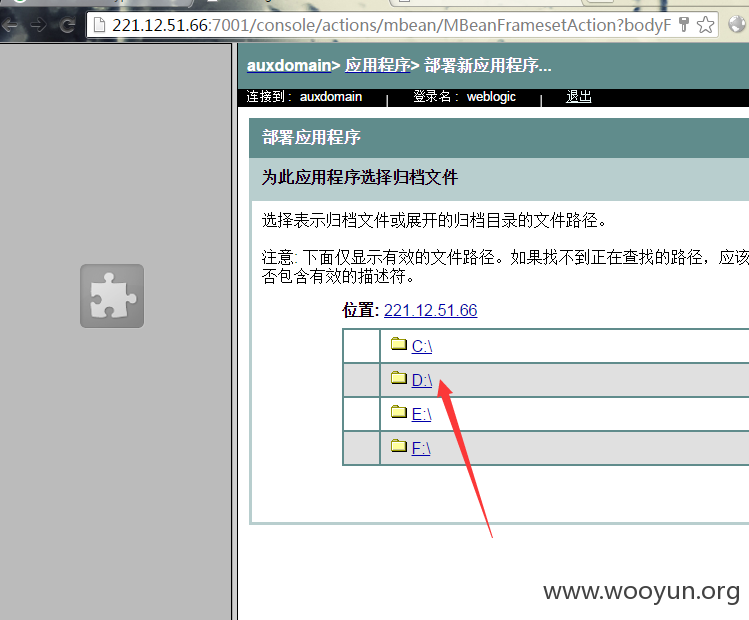 221.12.51.66:7001/console/actions/mbean/MBeanFramesetAction?bodyF
auxdomain> 应用程序> 部署新应用程序...
连接到 : auxdomain | 登录名 : weblogic | 退出
部署应用程序
为此应用程序选择归档文件
选择表示归档文件或展开的归档目录的文件路径。
注意: 下面仅显示有效的文件路径。如果找不到正在查找的路径，应该
否包含有效的描述符。
位置: 221.12.51.66
C:\
D:\
E:\
F:\
www.wooyun.org